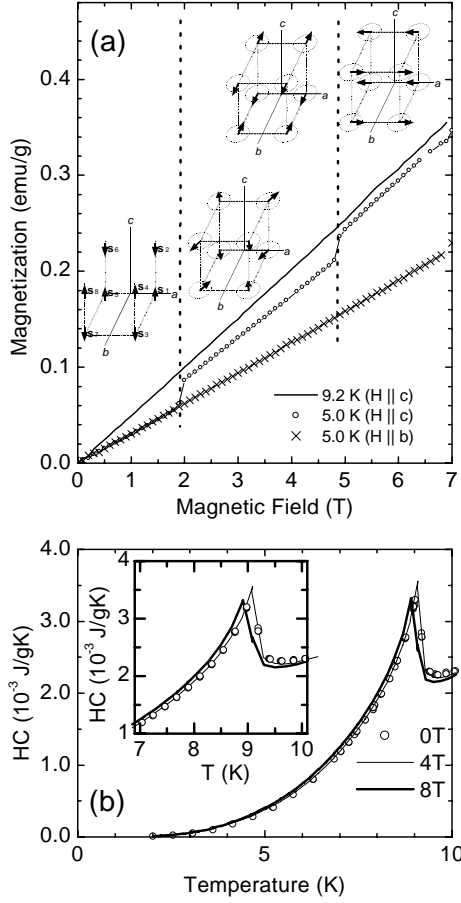 (a)
0.4
0.3
0.2
0.1
0.0
Magnetization (emu/g)
c
a
b
c
a
b
c
a
b
c
a
b
S6
S2
S8
S5
S4
S1
S7
S3
9.2 K (H || c)
5.0 K (H || c)
5.0 K (H || b)
0 1 2 3 4 5 6 7
Magnetic Field (T)
4.0
3.0
2.0
1.0
0.0
HC (10-3 J/gK)
4
3
2
1
HC (10-3 J/gK)
7 8 9 10
T (K)
0T
4T
8T
(b)
0 5 10
Temperature (K)